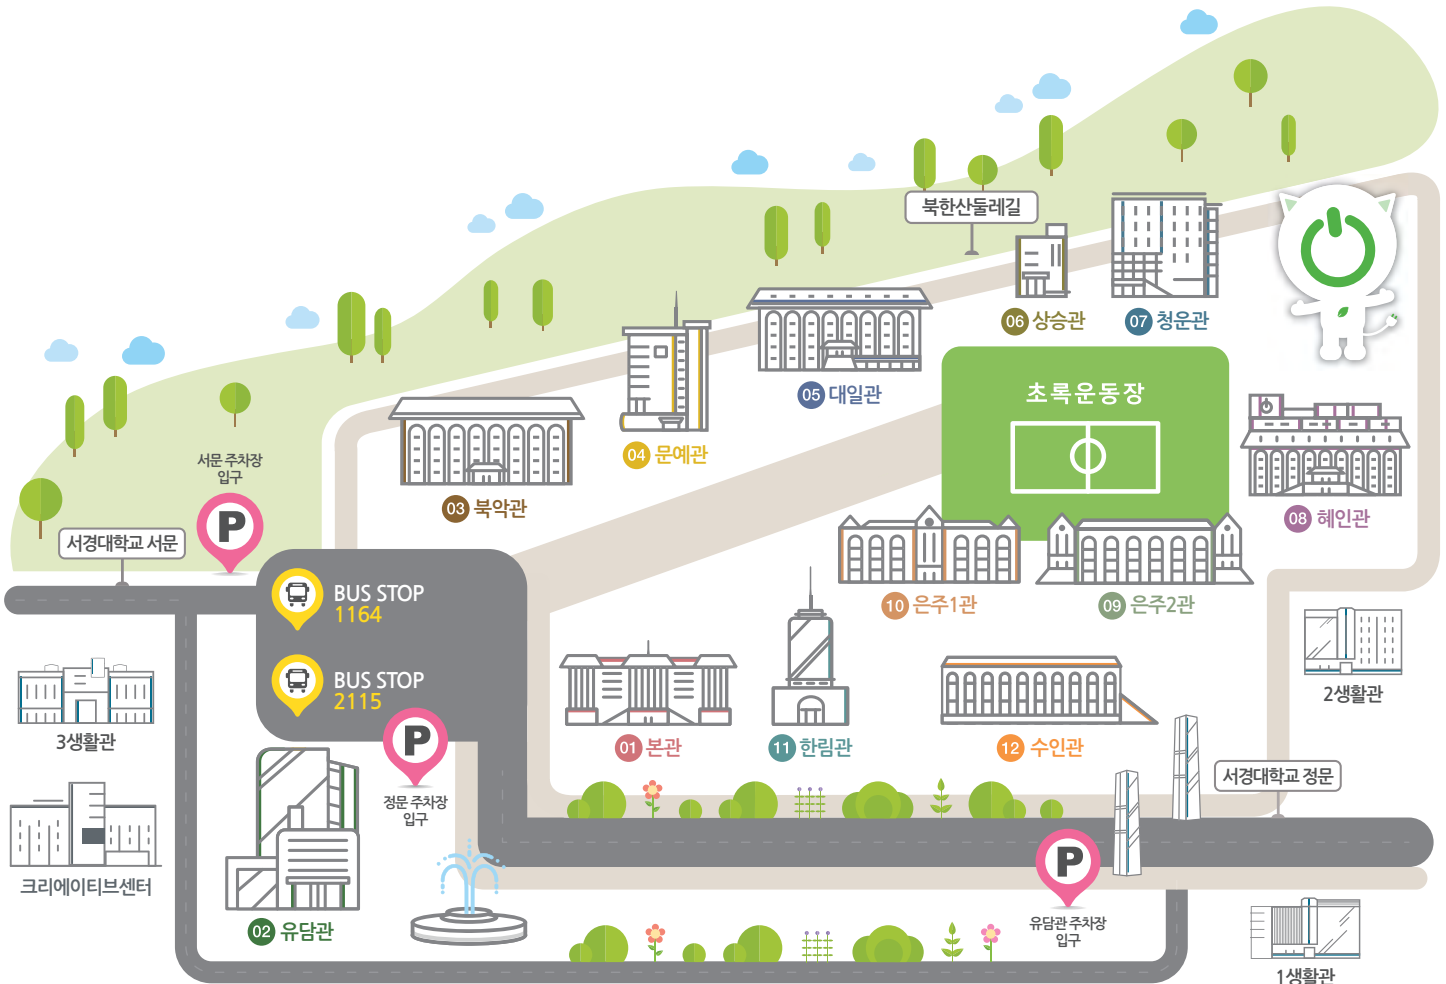 북한산둘레길
06 상승관
07 청운관
05 대일관
초록운동장
04 문예관
03 북악관
08 혜인관
서문 주차장
입구
P
서경대학교 서문
BUS STOP
1164
10 은주1관
09 은주2관
BUS STOP
2115
P
정문 주차장
입구
3생활관
01 본관
11 한림관
12 수인관
2생활관
서경대학교 정문
크리에이티브센터
02 유담관
P
유담관 주차장
입구
1생활관